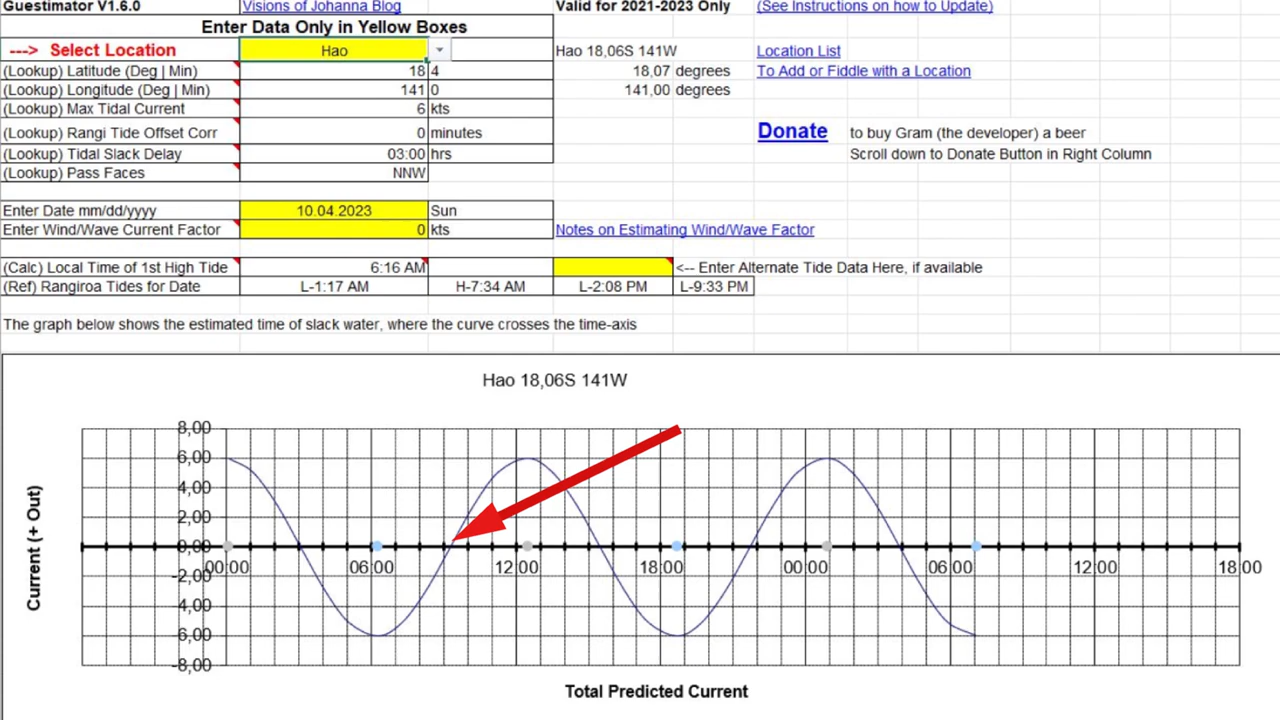 Guestimator V1.6.0 Visions of Johanna Blog Valid for 2021-2023 Only (See Instructions on how to Update)
Enter Data Only in Yellow Boxes
---> Select Location Hao Hao 18,06S 141W Location List
(Lookup) Latitude (Deg | Min) 18 4 18,07 degrees To Add or Fiddle with a Location
(Lookup) Longitude (Deg | Min) 141 0 141,00 degrees
(Lookup) Max Tidal Current 6 kts
(Lookup) Rangi Tide Offset Corr 0 minutes Donate to buy Gram (the developer) a beer
(Lookup) Tidal Slack Delay 03:00 hrs Scroll down to Donate Button in Right Column
(Lookup) Pass Faces NNW
Enter Date mm/dd/yyyy 10.04.2023 Sun
Enter Wind/Wave Current Factor 0 kts Notes on Estimating Wind/Wave Factor
(Calc) Local Time of 1st High Tide 6:16 AM <-- Enter Alternate Tide Data Here, if available
(Ref) Rangiroa Tides for Date L-1:17 AM H-7:34 AM L-2:08 PM L-9:33 PM
The graph below shows the estimated time of slack water, where the curve crosses the time-axis
Hao 18,06S 141W
8,00
6,00
4,00
2,00
0,00
-2,00
-4,00
-6,00
-8,00
Current (+ Out)
00:00 06:00 12:00 18:00 00:00 06:00 12:00 18:00
Total Predicted Current